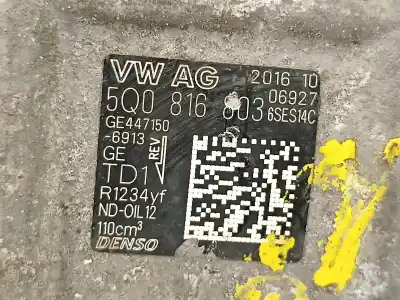 VW AG 2016 10
5Q0 816 803 06927
GE447150 6SES14C
-6913
GE REV
TD1
R1234yf
ND-OIL12
110cm³
DENSO